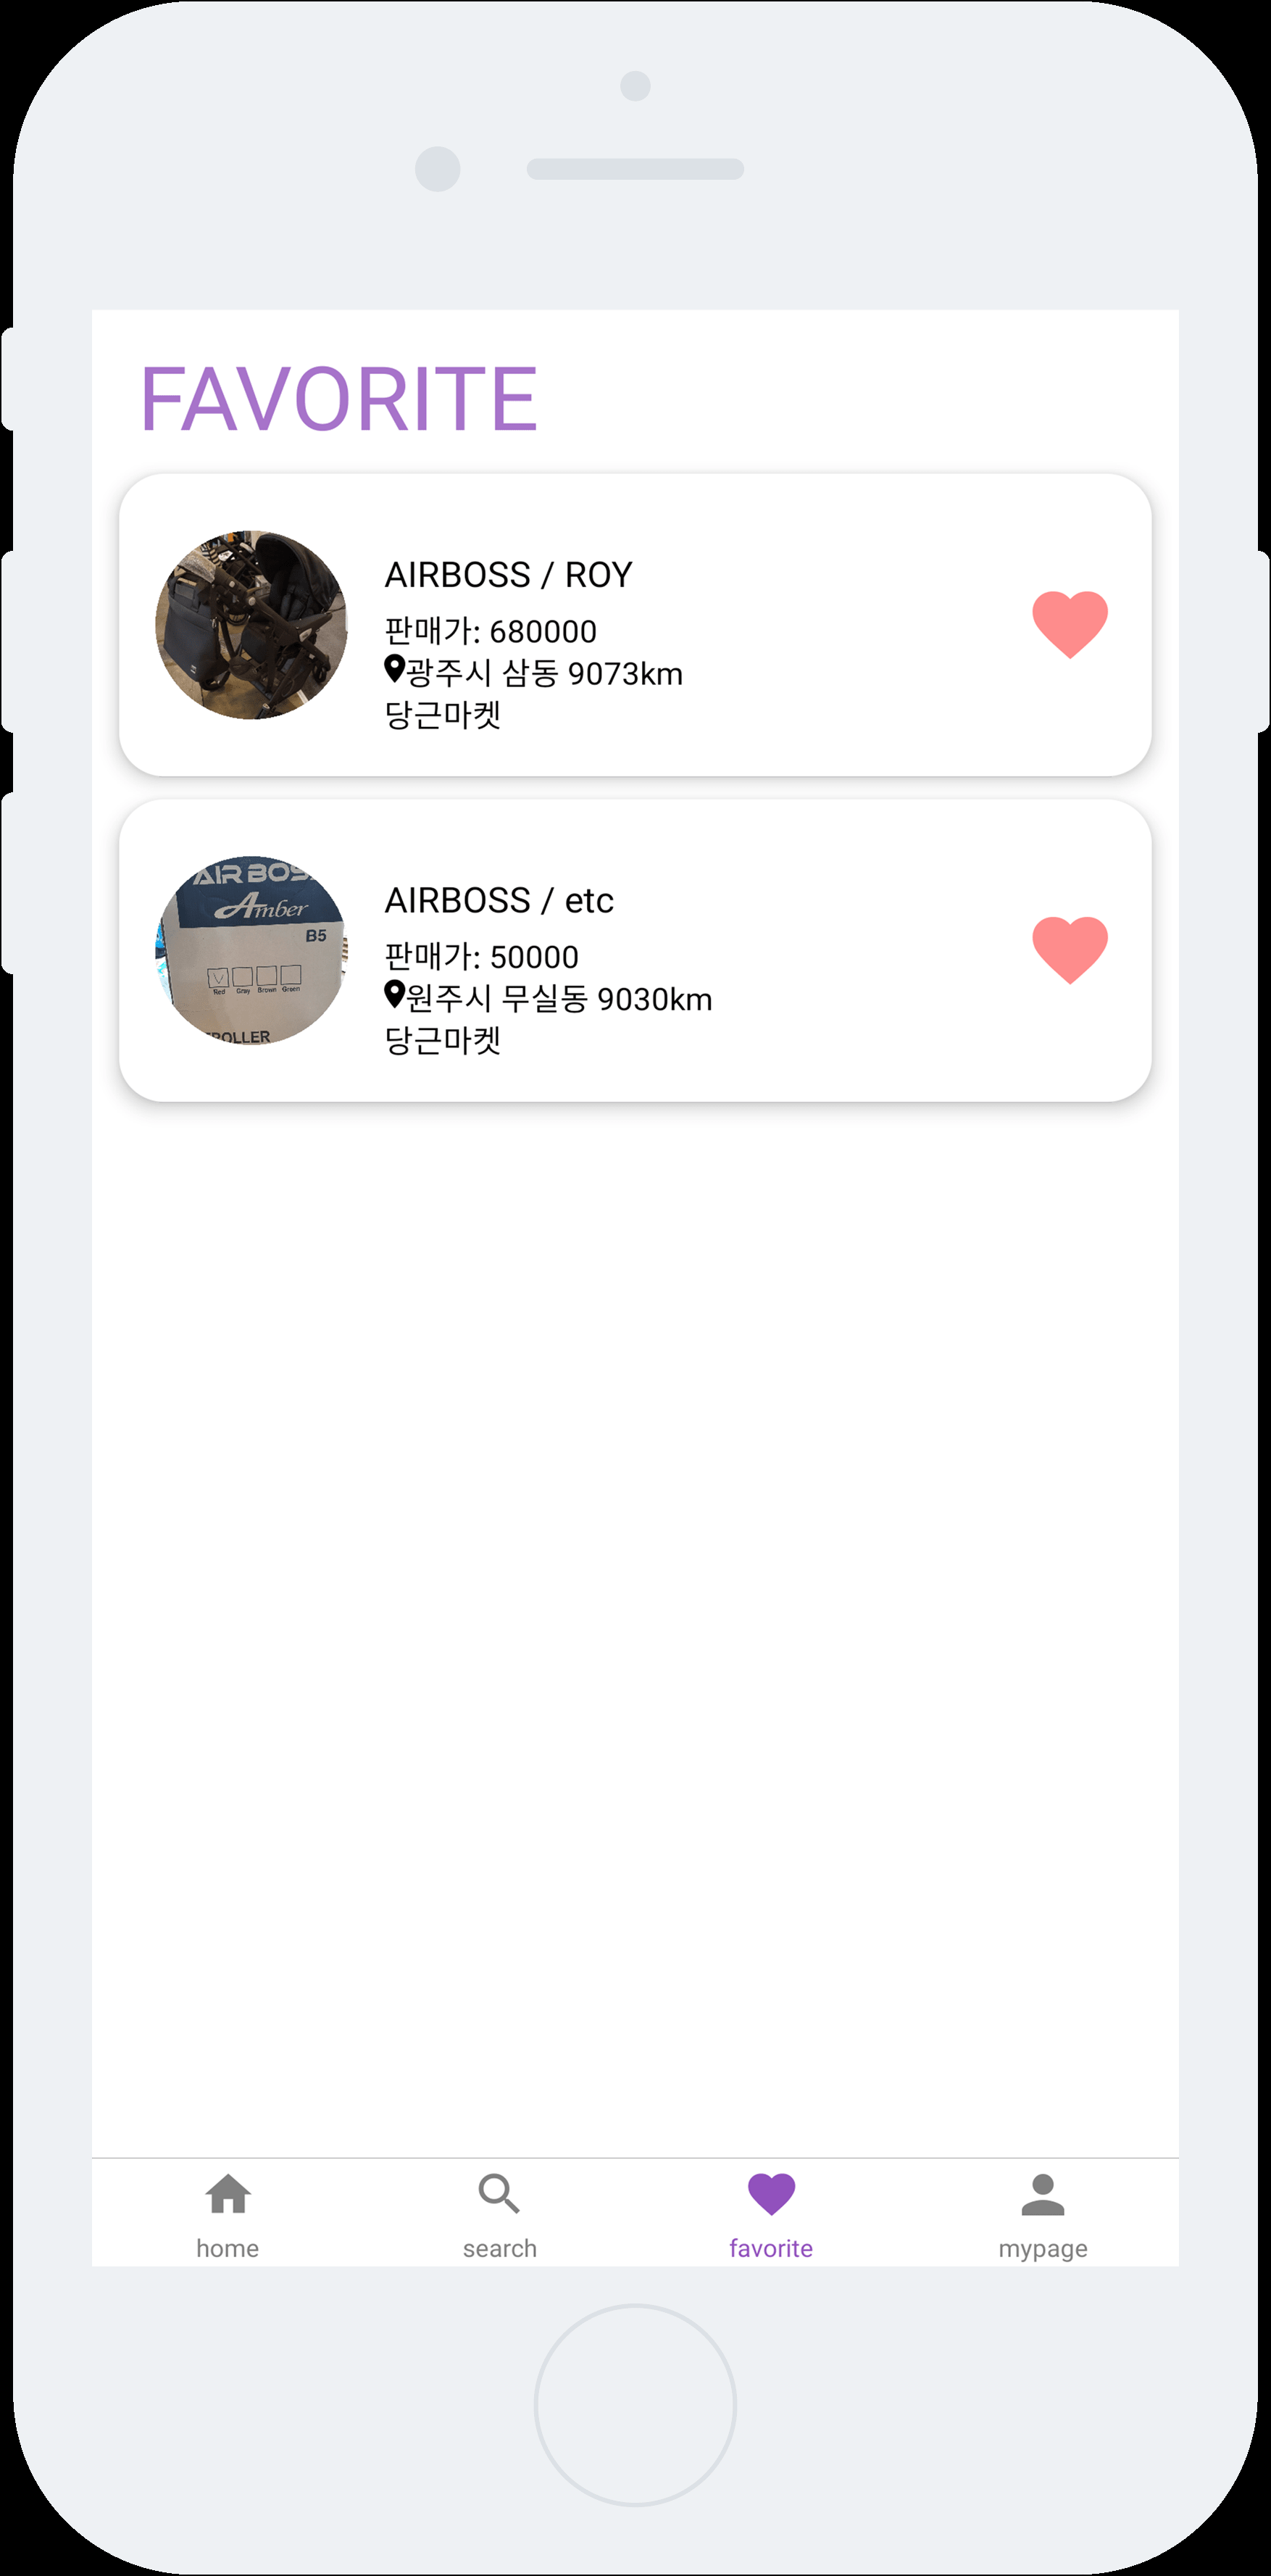 FAVORITE
AIRBOSS / ROY
판매가: 680000
광주시 삼동 9073km
당근마켓
AIR BOS
Amber
B5
Red Gray Brown Green
ROLLER
AIRBOSS / etc
판매가: 50000
원주시 무실동 9030km
당근마켓
home
search
favorite
mypage